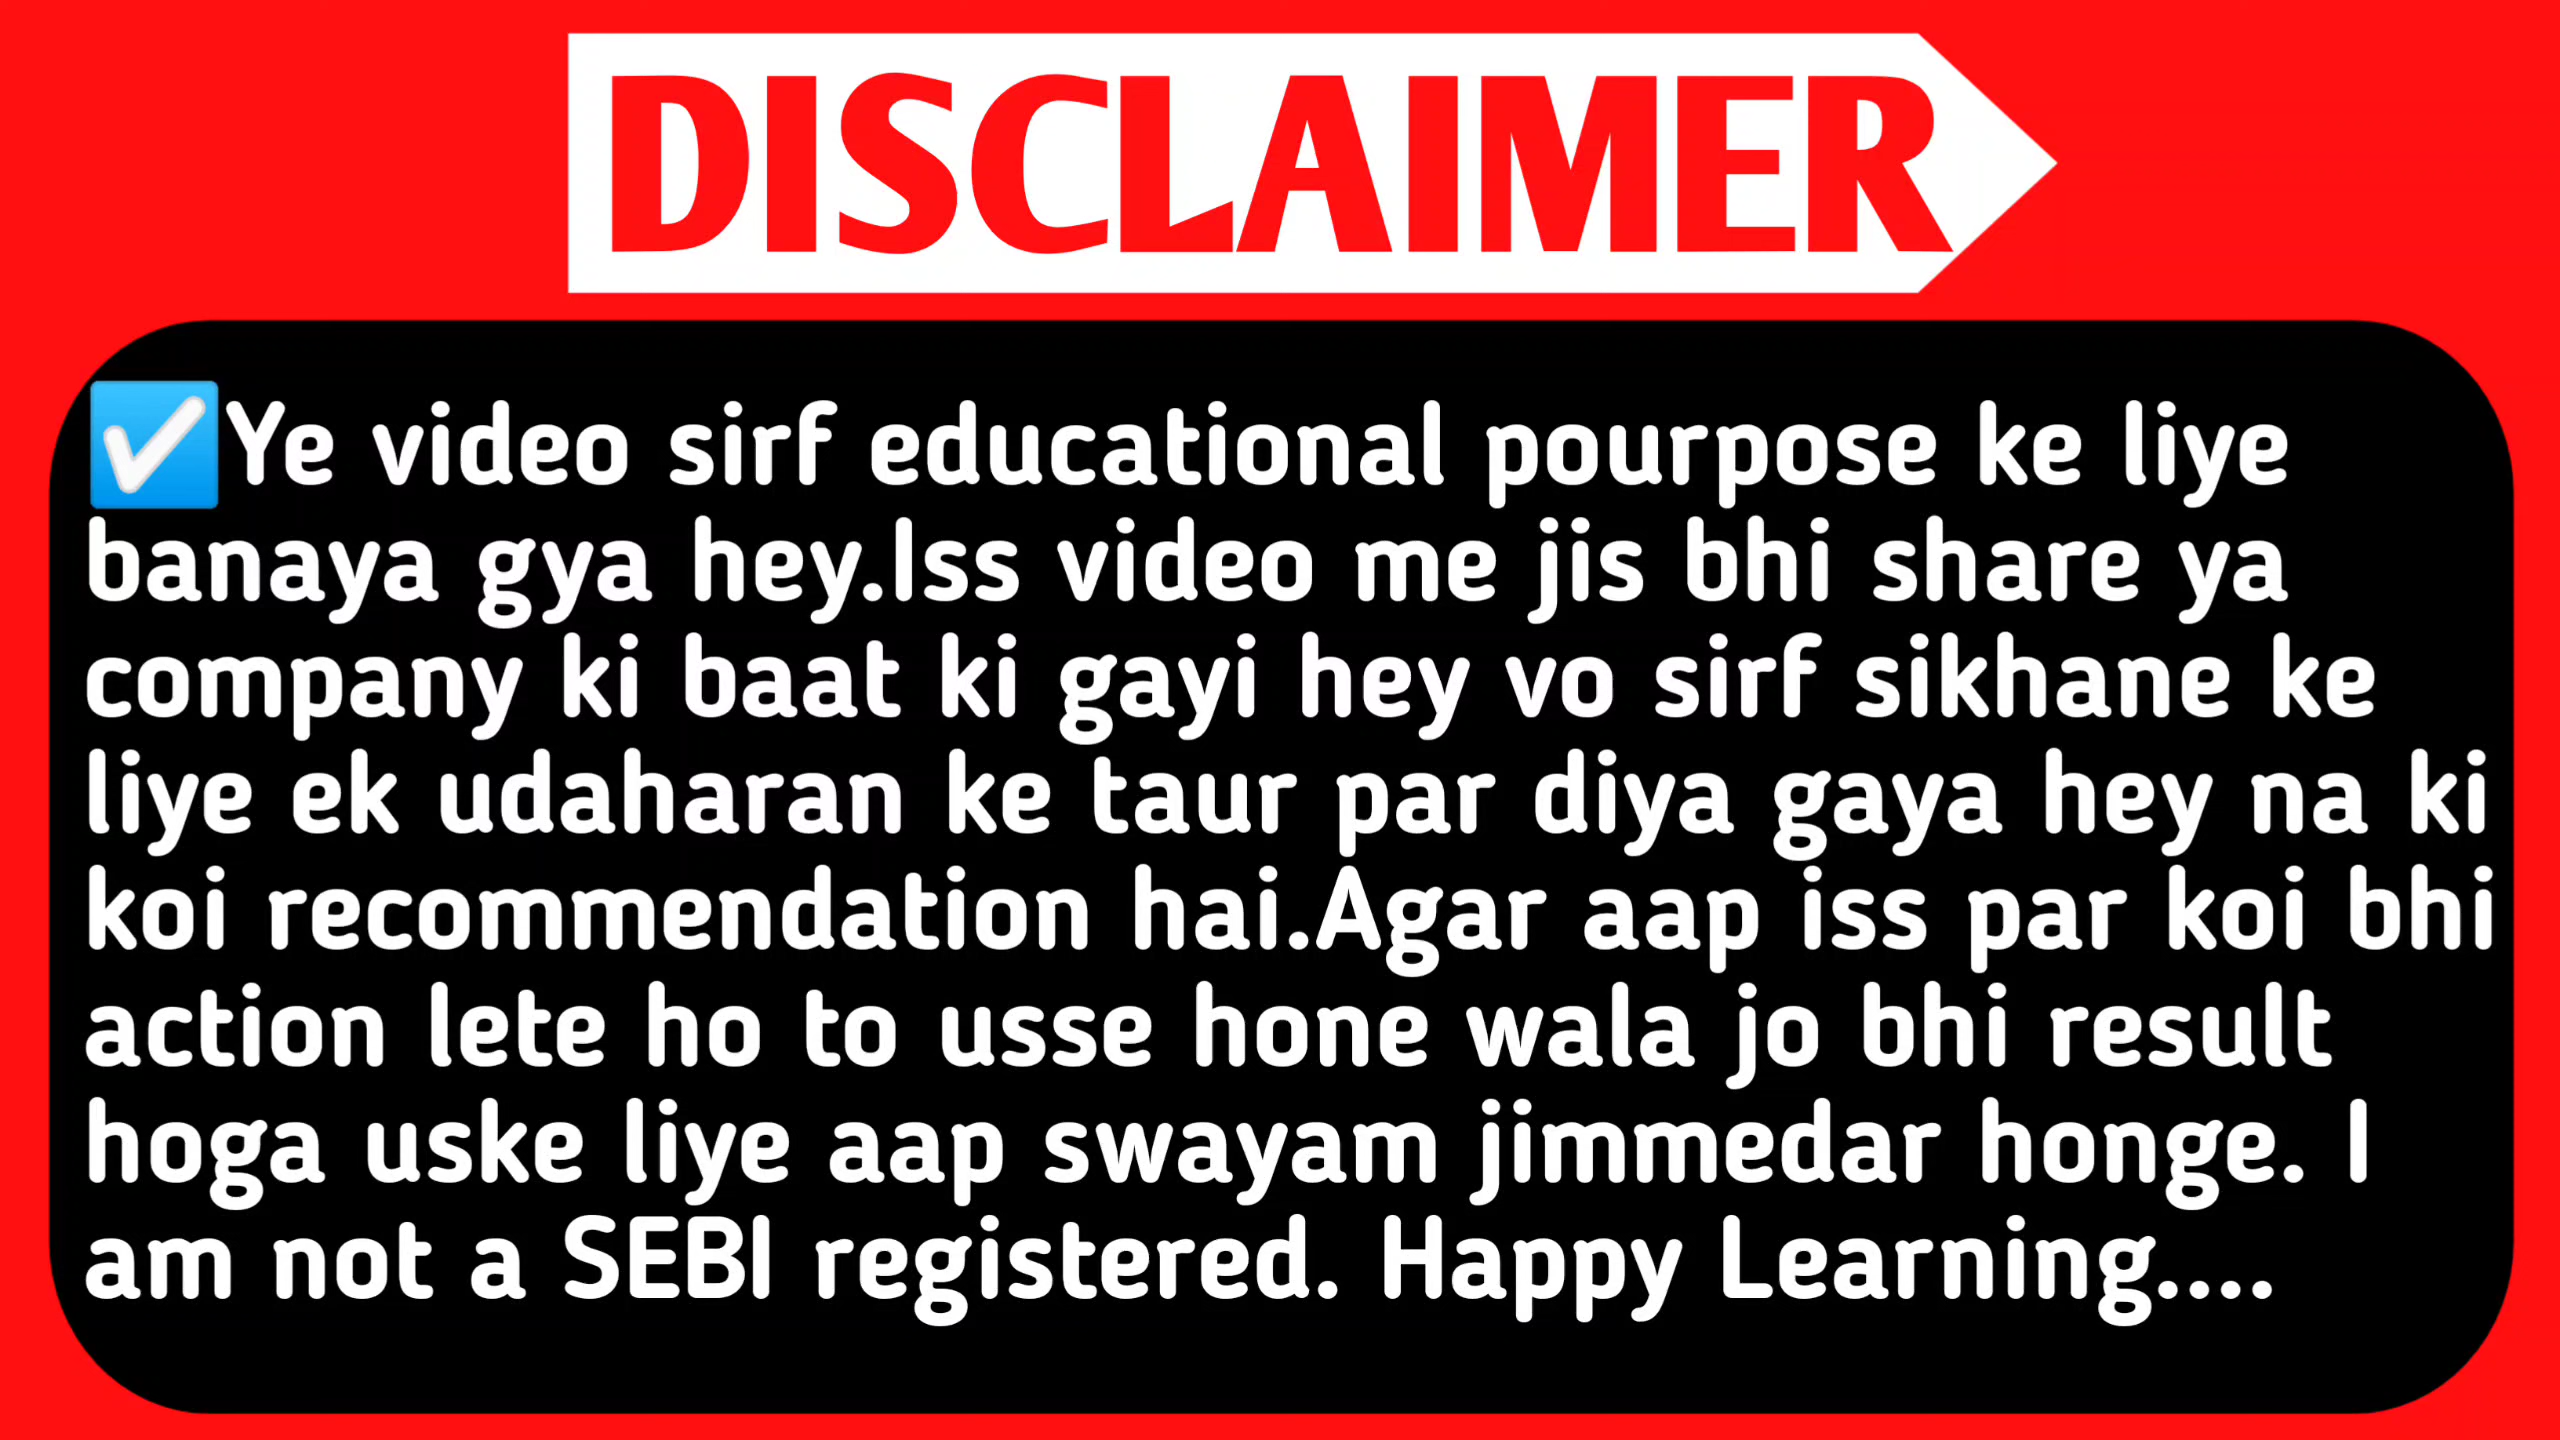 DISCLAIMER
✅Ye video sirf educational pourpose ke liye
banaya gya hey.Iss video me jis bhi share ya
company ki baat ki gayi hey vo sirf sikhane ke
liye ek udaharan ke taur par diya gaya hey na ki
koi recommendation hai.Agar aap iss par koi bhi
action lete ho to usse hone wala jo bhi result
hoga uske liye aap swayam jimmedar honge. I
am not a SEBI registered. Happy Learning....